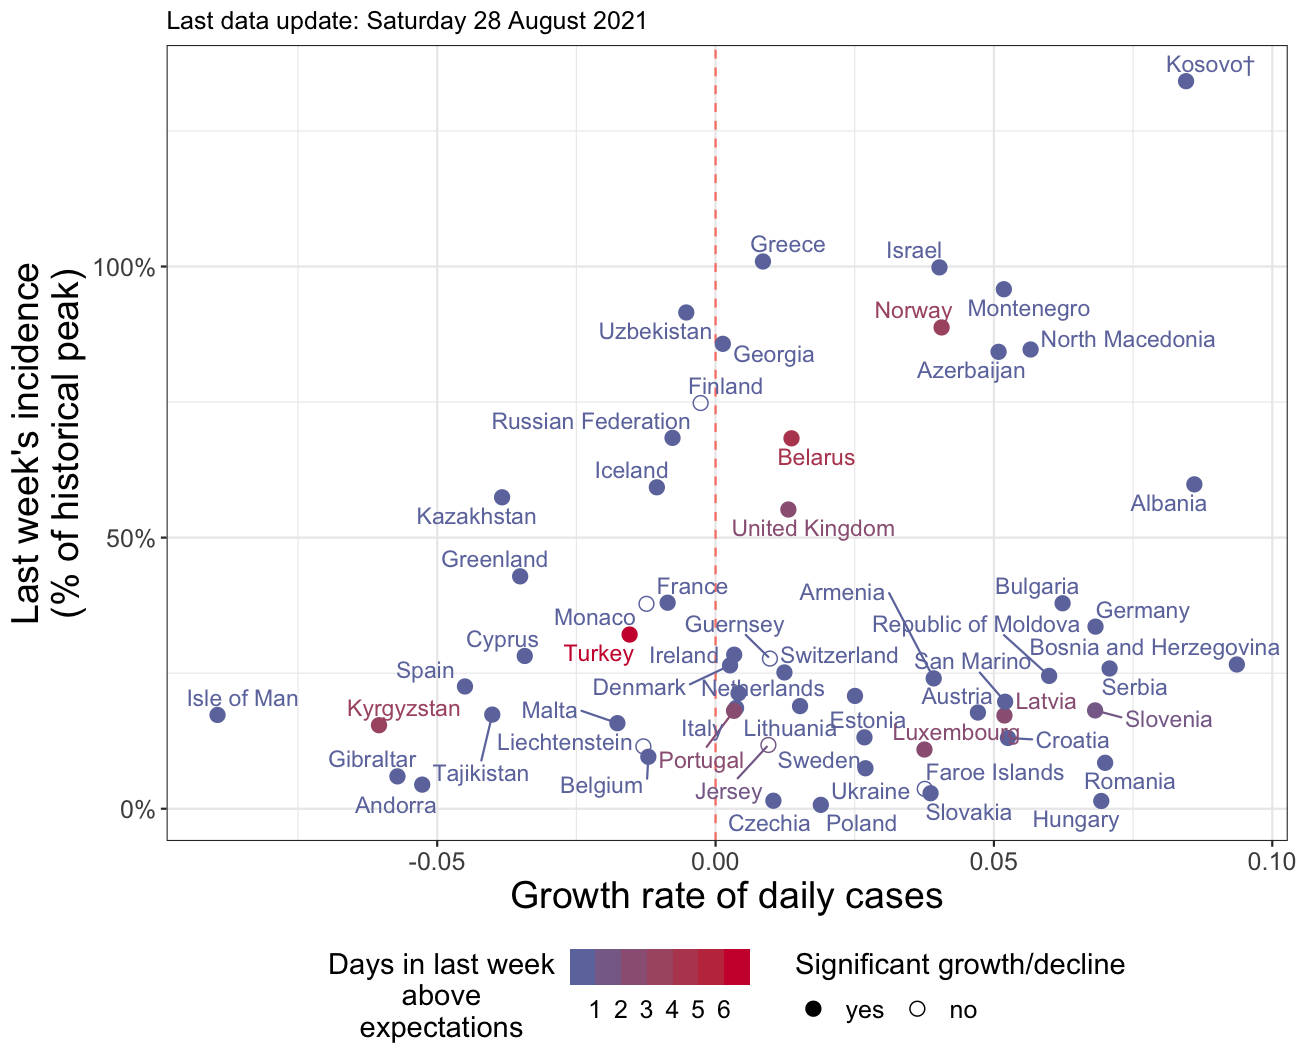 Last data update: Saturday 28 August 2021
Kosovo†
Greece
Israel
Montenegro
Norway
Uzbekistan
Georgia
North Macedonia
Azerbaijan
Finland
Russian Federation
Belarus
Iceland
Kazakhstan
Albania
United Kingdom
Greenland
France
Armenia
Bulgaria
Monaco
Germany
Guernsey
Republic of Moldova
Cyprus
Turkey
Ireland
Switzerland
San Marino
Bosnia and Herzegovina
Spain
Denmark
Netherlands
Serbia
Isle of Man
Kyrgyzstan
Malta
Austria
Latvia
Italy
Lithuania
Estonia
Luxembourg
Slovenia
Liechtenstein
Croatia
Gibraltar
Tajikistan
Portugal
Sweden
Faroe Islands
Belgium
Jersey
Ukraine
Romania
Andorra
Czechia
Poland
Slovakia
Hungary
100%
50%
0%
Last week's incidence
(% of historical peak)
-0.05 0.00 0.05 0.10
Growth rate of daily cases
Days in last week
above
expectations
1 2 3 4 5 6
Significant growth/decline
yes no